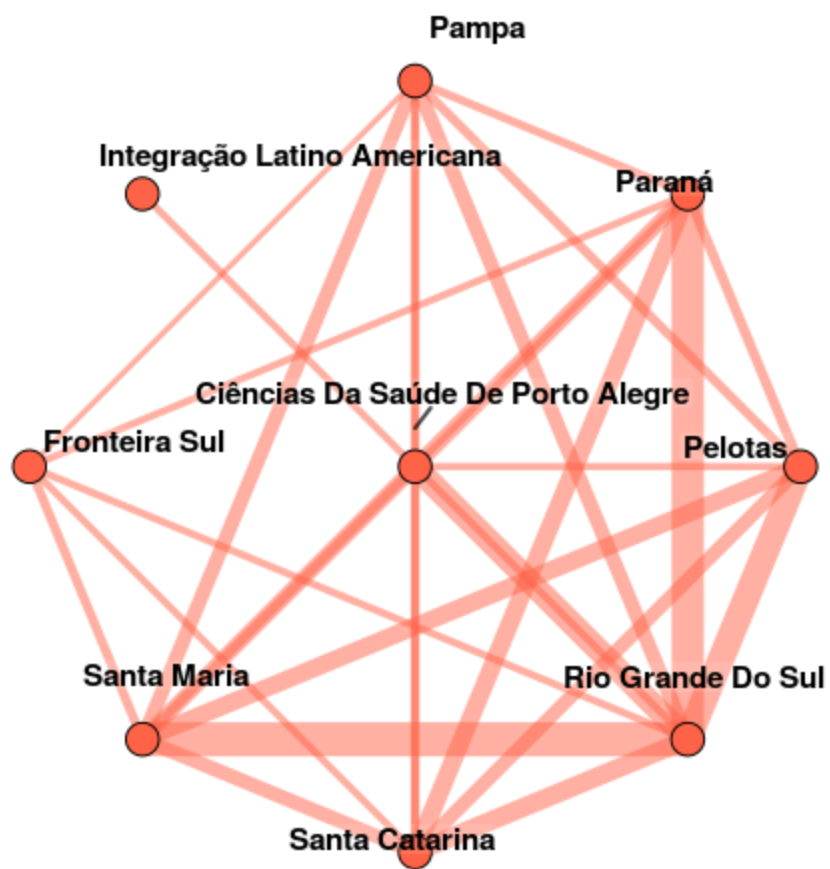 Pampa
Integração Latino Americana
Paraná
Ciências Da Saúde De Porto Alegre
Fronteira Sul
Pelotas
Santa Maria
Rio Grande Do Sul
Santa Catarina